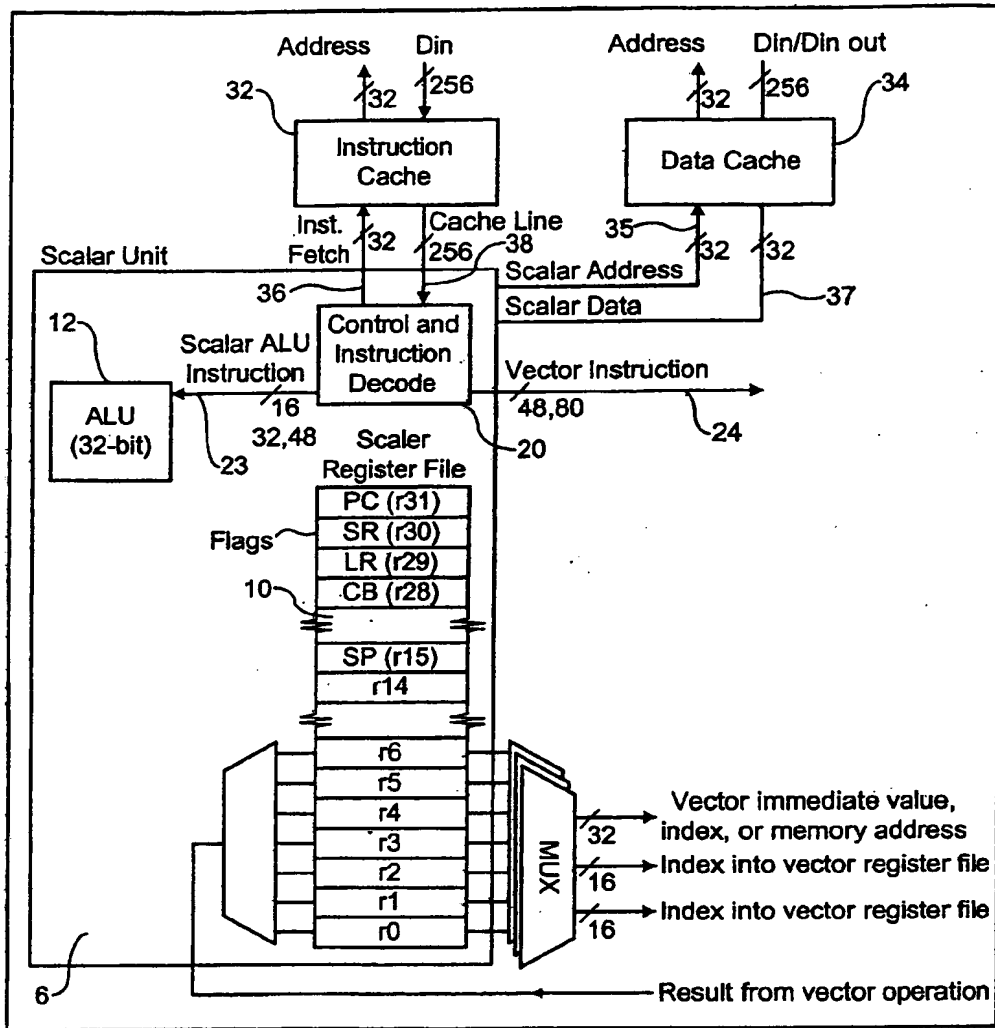 Address
Din
Address
Din/Din out
32
32
256
32
256
34
Instruction
Cache
Data Cache
Inst.
Fetch
32
Cache Line
256
38
35
32
32
Scalar Unit
36
Scalar Address
Scalar Data
37
12
Scalar ALU
Instruction
Control and
Instruction
Decode
Vector Instruction
ALU
(32-bit)
16
32,48
23
48,80
20
24
Scaler
Register File
PC (r31)
Flags
SR (r30)
LR (r29)
10
CB (r28)
SP (r15)
r14
r6
r5
r4
r3
r2
r1
r0
MUX
32
Vector immediate value,
index, or memory address
16
Index into vector register file
16
Index into vector register file
6
Result from vector operation